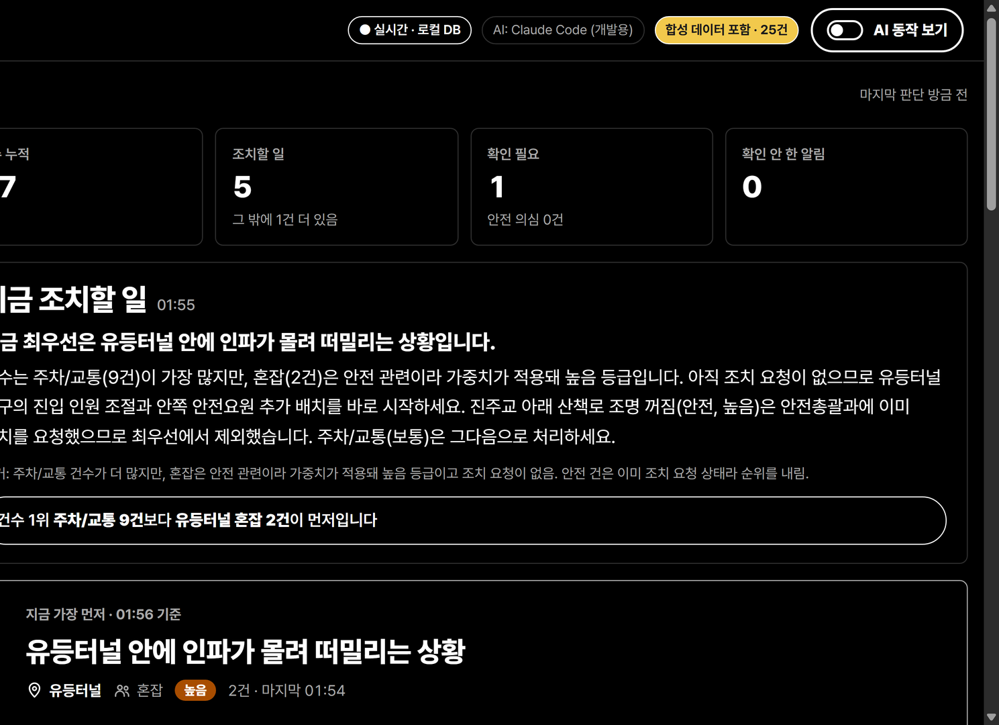 실시간 · 로컬 DB
AI: Claude Code (개발용)
합성 데이터 포함 · 25건
AI 동작 보기
마지막 판단 방금 전
누적
7
조치할 일
5
그 밖에 1건 더 있음
확인 필요
1
안전 의심 0건
확인 안 한 알림
0
지금 조치할 일 01:55
금 최우선은 유등터널 안에 인파가 몰려 떠밀리는 상황입니다.
수는 주차/교통(9건)이 가장 많지만, 혼잡(2건)은 안전 관련이라 가중치가 적용돼 높음 등급입니다. 아직 조치 요청이 없으므로 유등터널
구의 진입 인원 조절과 안쪽 안전요원 추가 배치를 바로 시작하세요. 진주교 아래 산책로 조명 꺼짐(안전, 높음)은 안전총괄과에 이미
치를 요청했으므로 최우선에서 제외했습니다. 주차/교통(보통)은 그다음으로 처리하세요.
거: 주차/교통 건수가 더 많지만, 혼잡은 안전 관련이라 가중치가 적용돼 높음 등급이고 조치 요청이 없음. 안전 건은 이미 조치 요청 상태라 순위를 내림.
건수 1위 주차/교통 9건보다 유등터널 혼잡 2건이 먼저입니다
지금 가장 먼저 · 01:56 기준
유등터널 안에 인파가 몰려 떠밀리는 상황
유등터널 혼잡 높음 2건 · 마지막 01:54